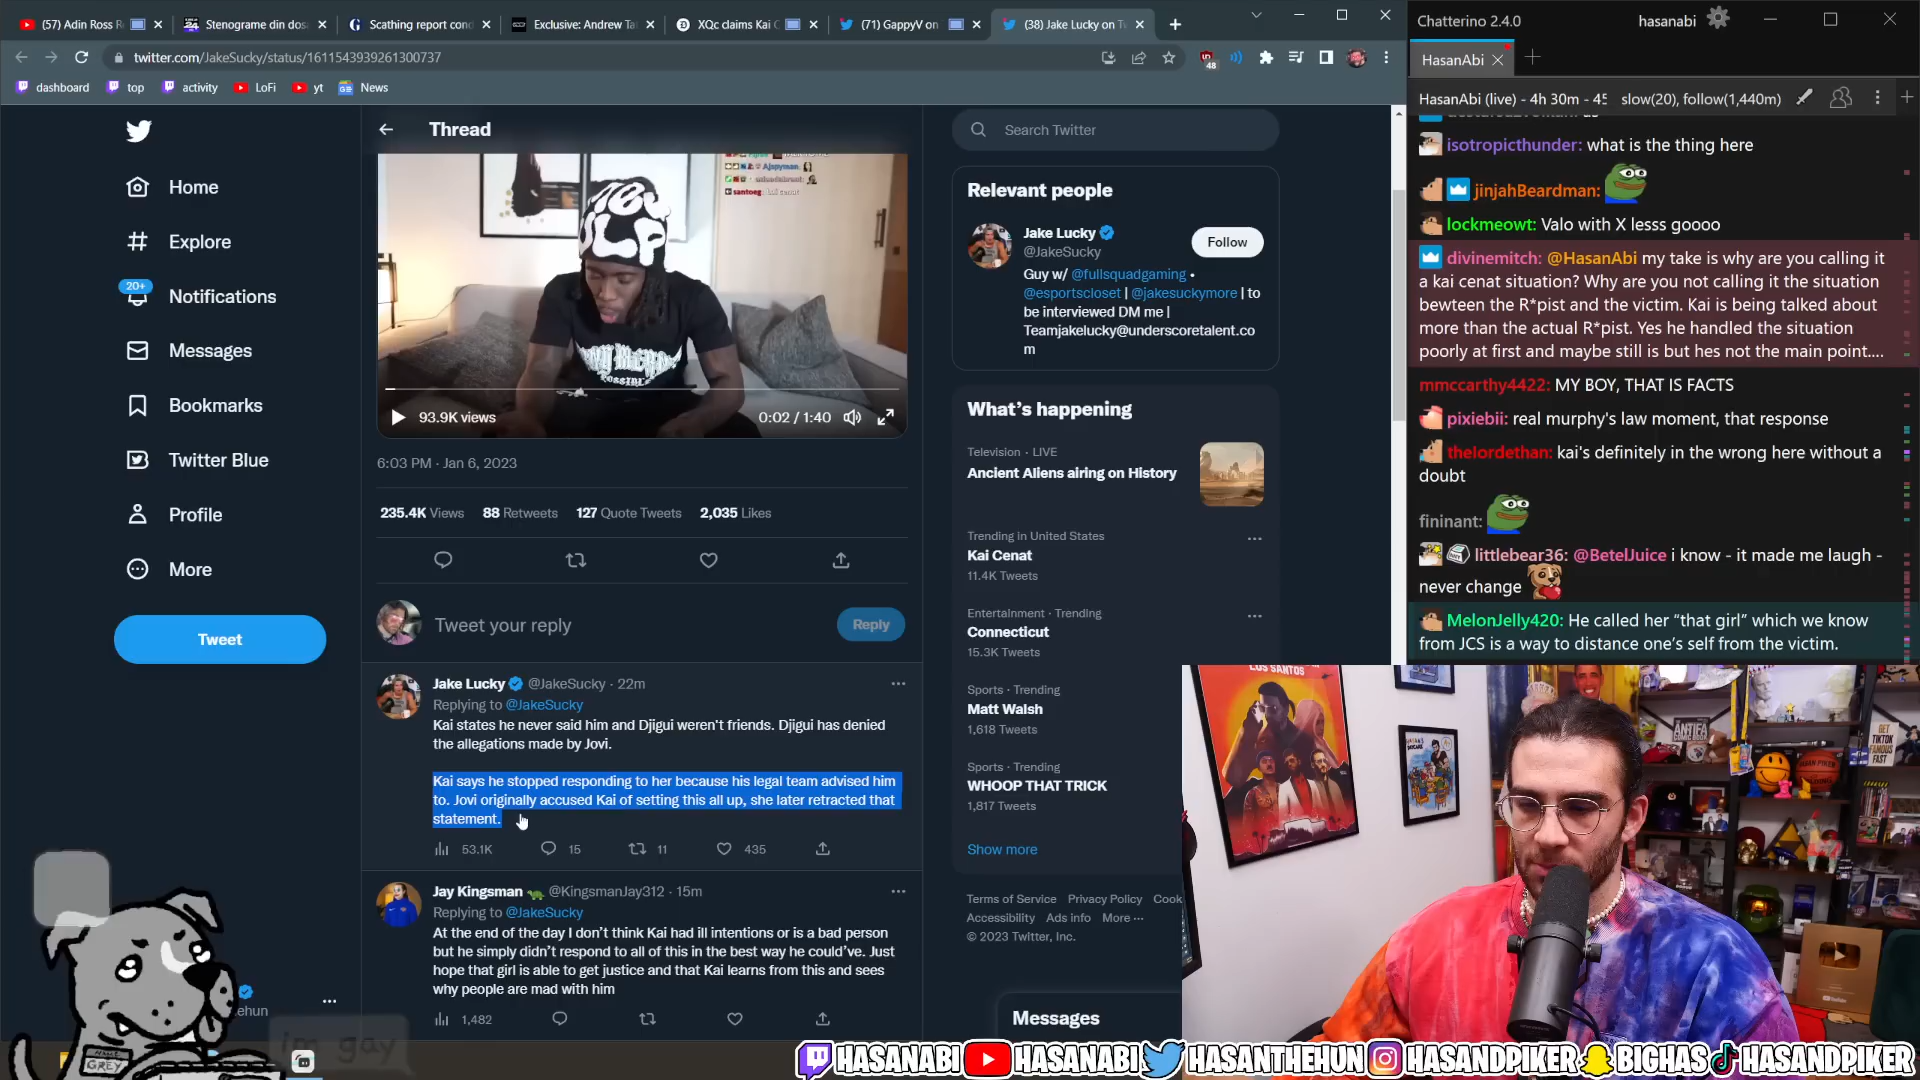 (57) Adin Ross R
Stenograme din dosa
Scathing report conc
Exclusive: Andrew Ta
XQc claims Kai C
(71) GappyV on
(38) Jake Lucky on Tw
twitter.com/JakeSucky/status/1611543939261300737
48
dashboard
top
activity
LoFi
yt
News
Home
Explore
20+
Notifications
Messages
Bookmarks
Twitter Blue
Profile
More
Tweet
Thread
93.9K views
0:02 / 1:40
6:03 PM · Jan 6, 2023
235.4K Views 88 Retweets 127 Quote Tweets 2,035 Likes
Tweet your reply
Reply
Jake Lucky @JakeSucky · 22m
Replying to @JakeSucky
Kai states he never said him and Djigui weren't friends. Djigui has denied
the allegations made by Jovi.
Kai says he stopped responding to her because his legal team advised him
to. Jovi originally accused Kai of setting this all up, she later retracted that
statement.
53.1K 15 11 435
Jay Kingsman @KingsmanJay312 · 15m
Replying to @JakeSucky
At the end of the day I don't think Kai had ill intentions or is a bad person
but he simply didn't respond to all of this in the best way he could've. Just
hope that girl is able to get justice and that Kai learns from this and sees
why people are mad with him
1,482
Search Twitter
Relevant people
Jake Lucky
@JakeSucky
Follow
Guy w/ @fullsquadgaming •
@esportscloset | @jakesuckymore | to
be interviewed DM me |
Teamjakelucky@underscoretalent.co
m
What's happening
Television · LIVE
Ancient Aliens airing on History
Trending in United States
Kai Cenat
11.4K Tweets
Entertainment · Trending
Connecticut
15.3K Tweets
Sports · Trending
Matt Walsh
1,618 Tweets
Sports · Trending
WHOOP THAT TRICK
1,817 Tweets
Show more
Terms of Service Privacy Policy Cook
Accessibility Ads info More ···
© 2023 Twitter, Inc.
Messages
ehun
im gay
NAME
GREY
Chatterino 2.4.0
hasanabi
HasanAbi
HasanAbi (live) - 4h 30m - 45
slow(20), follow(1,440m)
isotropicthunder: what is the thing here
jinjahBeardman:
lockmeowt: Valo with X lesss goooo
divinemitch: @HasanAbi my take is why are you calling it
a kai cenat situation? Why are you not calling it the situation
bewteen the R*pist and the victim. Kai is being talked about
more than the actual R*pist. Yes he handled the situation
poorly at first and maybe still is but hes not the main point....
mmccarthy4422: MY BOY, THAT IS FACTS
pixiebii: real murphy's law moment, that response
thelordethan: kai's definitely in the wrong here without a
doubt
fininant:
littlebear36: @BetelJuice i know - it made me laugh -
never change
MelonJelly420: He called her "that girl" which we know
from JCS is a way to distance one's self from the victim.
LOS SANTOS
ANTIFA
GET
TIKTOK
FAMOUS
HASANABI HASANABI HASANTHEHUN HASANDPIKER BIGHAS HASANDPIKER